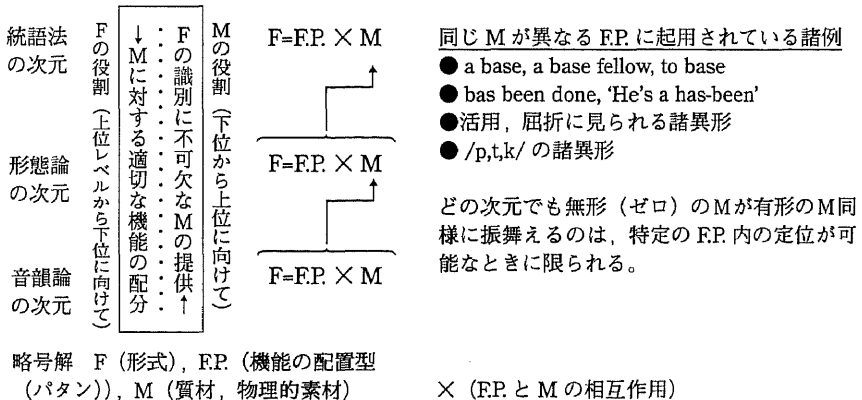 統語法
の次元
Fの役割（上位レベルから下位に向けて）
↓Mに対する適切な機能の配分
Fの識別に不可欠なMの提供↑
Mの役割（下位から上位に向けて）
F=F.P. × M
形態論
の次元
F=F.P. × M
音韻論
の次元
F=F.P. × M
同じ M が異なる F.P. に起用されている諸例
● a base, a base fellow, to base
● bas been done, ‘He's a has-been’
●活用，屈折に見られる諸異形
● /p,t,k/ の諸異形
どの次元でも無形（ゼロ）のMが有形のM同
様に振舞えるのは，特定の F.P. 内の定位が可
能なときに限られる。
略号解 F（形式），F.P.（機能の配置型
（パタン）），M（質材，物理的素材）
×（F.P. と M の相互作用）